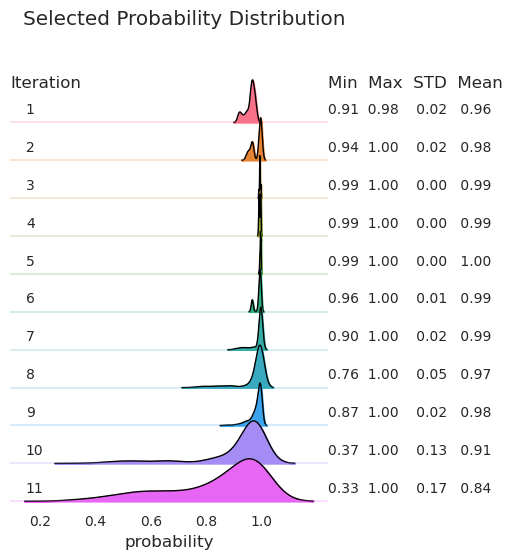 Selected Probability Distribution
Iteration Min Max STD Mean
1 0.91 0.98 0.02 0.96
2 0.94 1.00 0.02 0.98
3 0.99 1.00 0.00 0.99
4 0.99 1.00 0.00 0.99
5 0.99 1.00 0.00 1.00
6 0.96 1.00 0.01 0.99
7 0.90 1.00 0.02 0.99
8 0.76 1.00 0.05 0.97
9 0.87 1.00 0.02 0.98
10 0.37 1.00 0.13 0.91
11 0.33 1.00 0.17 0.84
0.2 0.4 0.6 0.8 1.0
probability